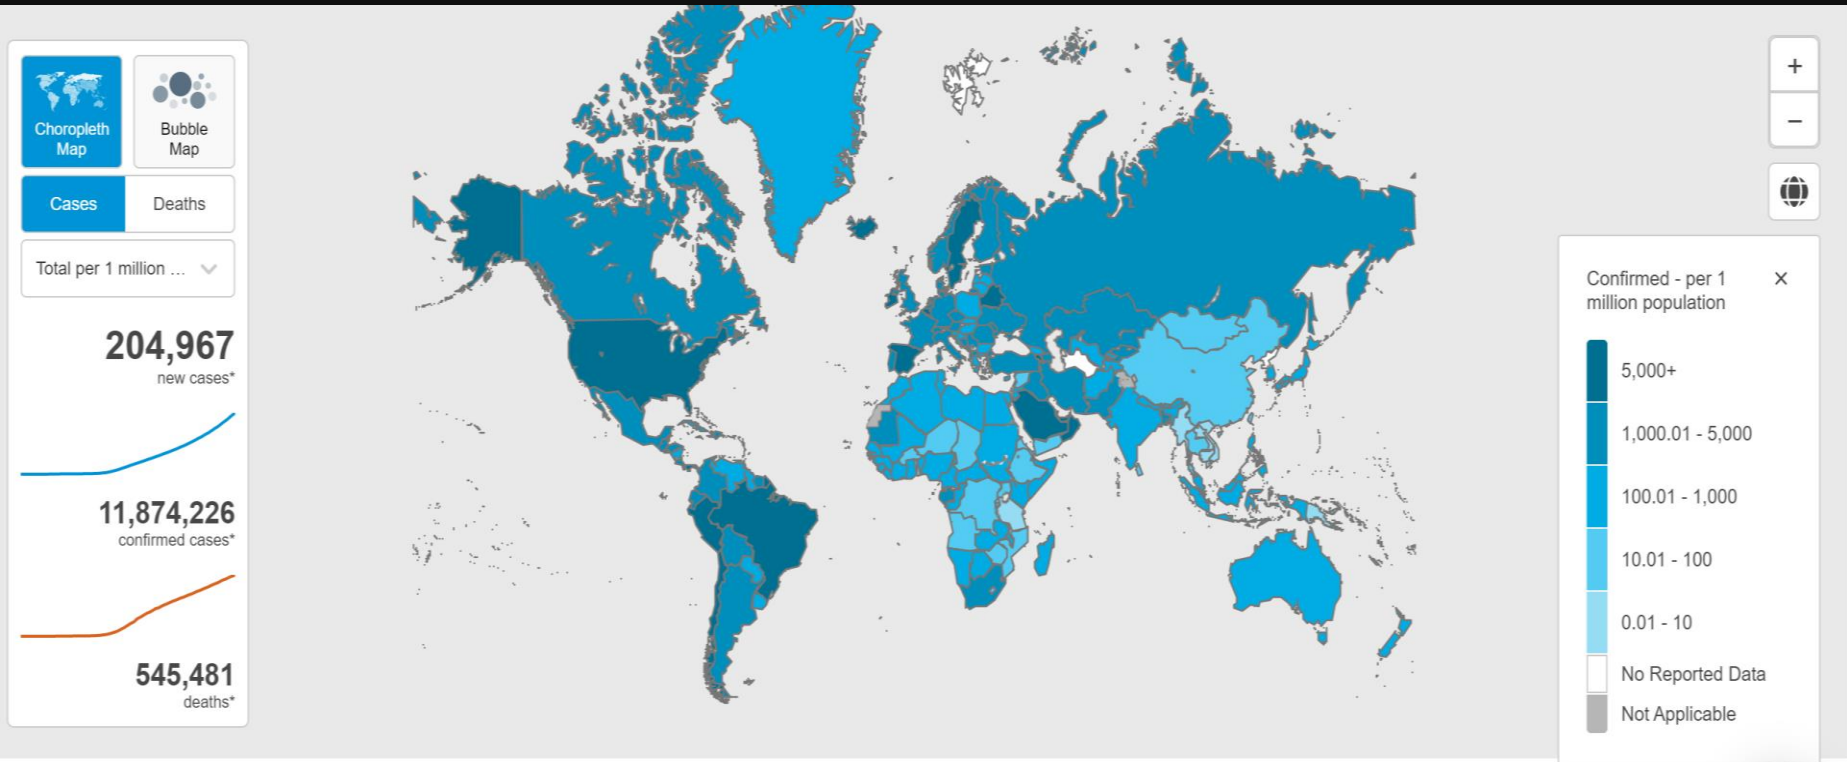 Choropleth
Map
Bubble
Map
Cases
Deaths
Total per 1 million ...
204,967
new cases*
11,874,226
confirmed cases*
545,481
deaths*
+
−
Confirmed - per 1
million population
×
5,000+
1,000.01 - 5,000
100.01 - 1,000
10.01 - 100
0.01 - 10
No Reported Data
Not Applicable